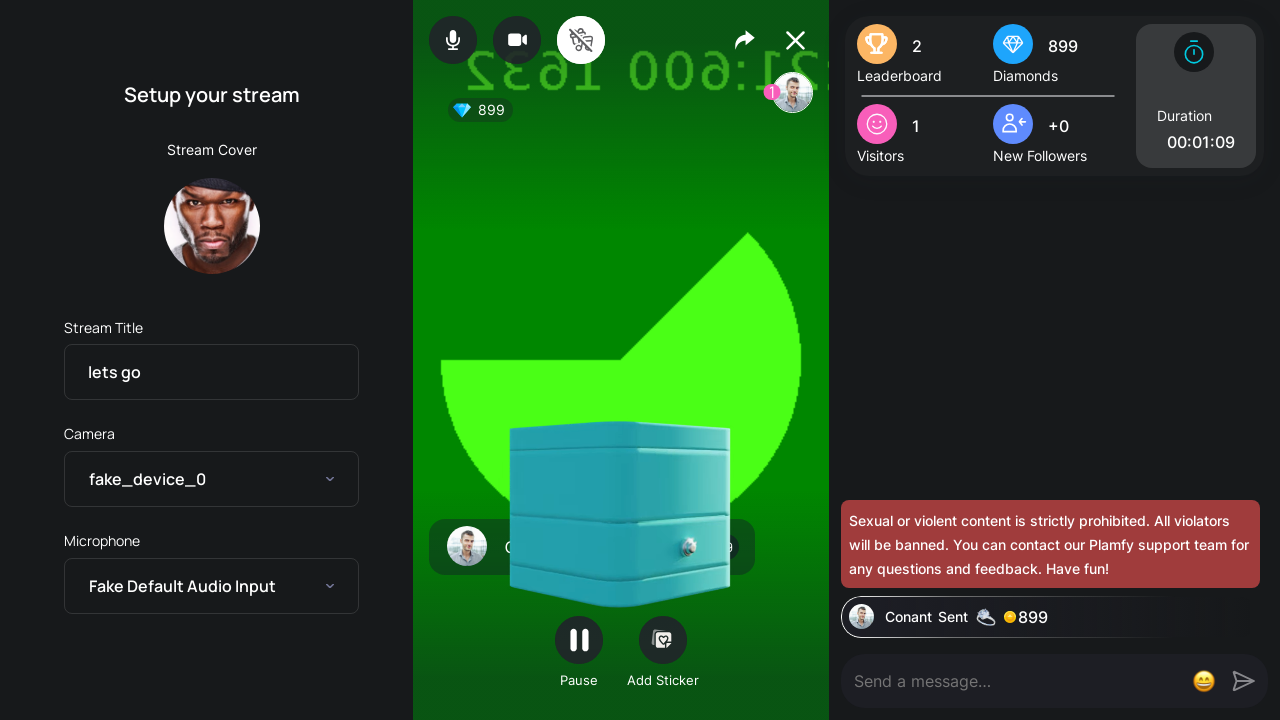 Setup your stream
Stream Cover
Stream Title
lets go
Camera
fake_device_0
Microphone
Fake Default Audio Input
899
1
Pause
Add Sticker
2
Leaderboard
899
Diamonds
1
Visitors
+0
New Followers
Duration
00:01:09
Sexual or violent content is strictly prohibited. All violators
will be banned. You can contact our Plamfy support team for
any questions and feedback. Have fun!
Conant Sent 899
Send a message...